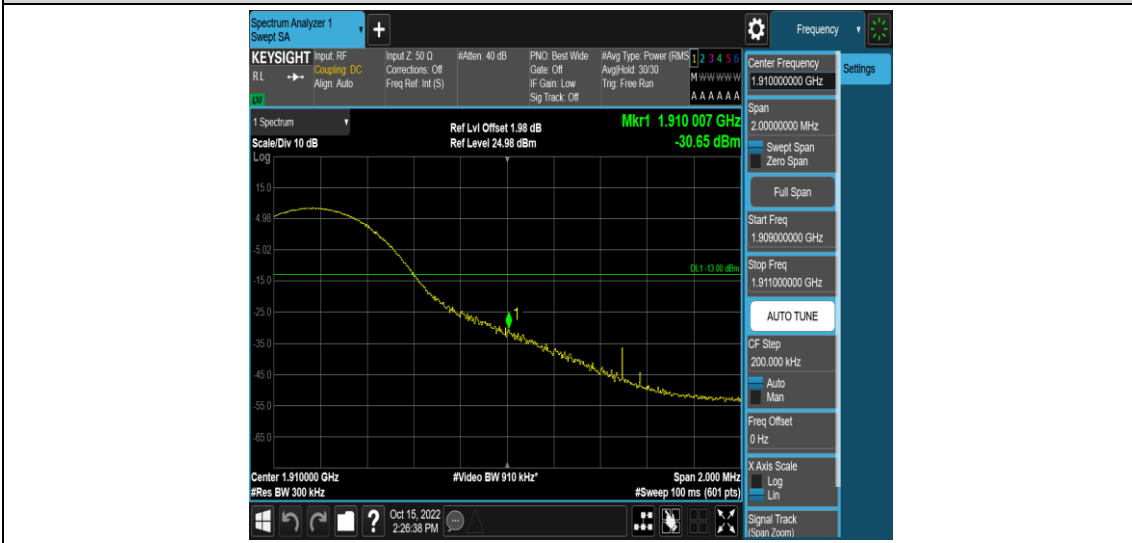 Spectrum Analyzer 1
Swept SA
+
Frequency
KEYSIGHT
Input: RF
Coupling: DC
Align: Auto
Input Z: 50 Ω
Corrections: Off
Freq Ref: Int (S)
#Atten: 40 dB
PNO: Best Wide
Gate: Off
IF Gain: Low
Sig Track: Off
#Avg Type: Power (RMS
Avg|Hold: 30/30
Trig: Free Run
1 2 3 4 5 6
M W W W W W
A A A A A A
R L
LXI
Center Frequency
1.910000000 GHz
Settings
1 Spectrum
Scale/Div 10 dB
Ref Lvl Offset 1.98 dB
Ref Level 24.98 dBm
Mkr1 1.910 007 GHz
-30.65 dBm
Span
2.00000000 MHz
Swept Span
Zero Span
Full Span
Start Freq
1.909000000 GHz
Stop Freq
1.911000000 GHz
AUTO TUNE
CF Step
200.000 kHz
Auto
Man
Freq Offset
0 Hz
X Axis Scale
Log
Lin
Signal Track
(Span Zoom)
Log
15.0
4.98
-5.02
-15.0
-25.0
-35.0
-45.0
-55.0
-65.0
DL1 -13.00 dBm
1
Center 1.910000 GHz
#Res BW 300 kHz
#Video BW 910 kHz*
Span 2.000 MHz
#Sweep 100 ms (601 pts)
?
Oct 15, 2022
2:26:38 PM